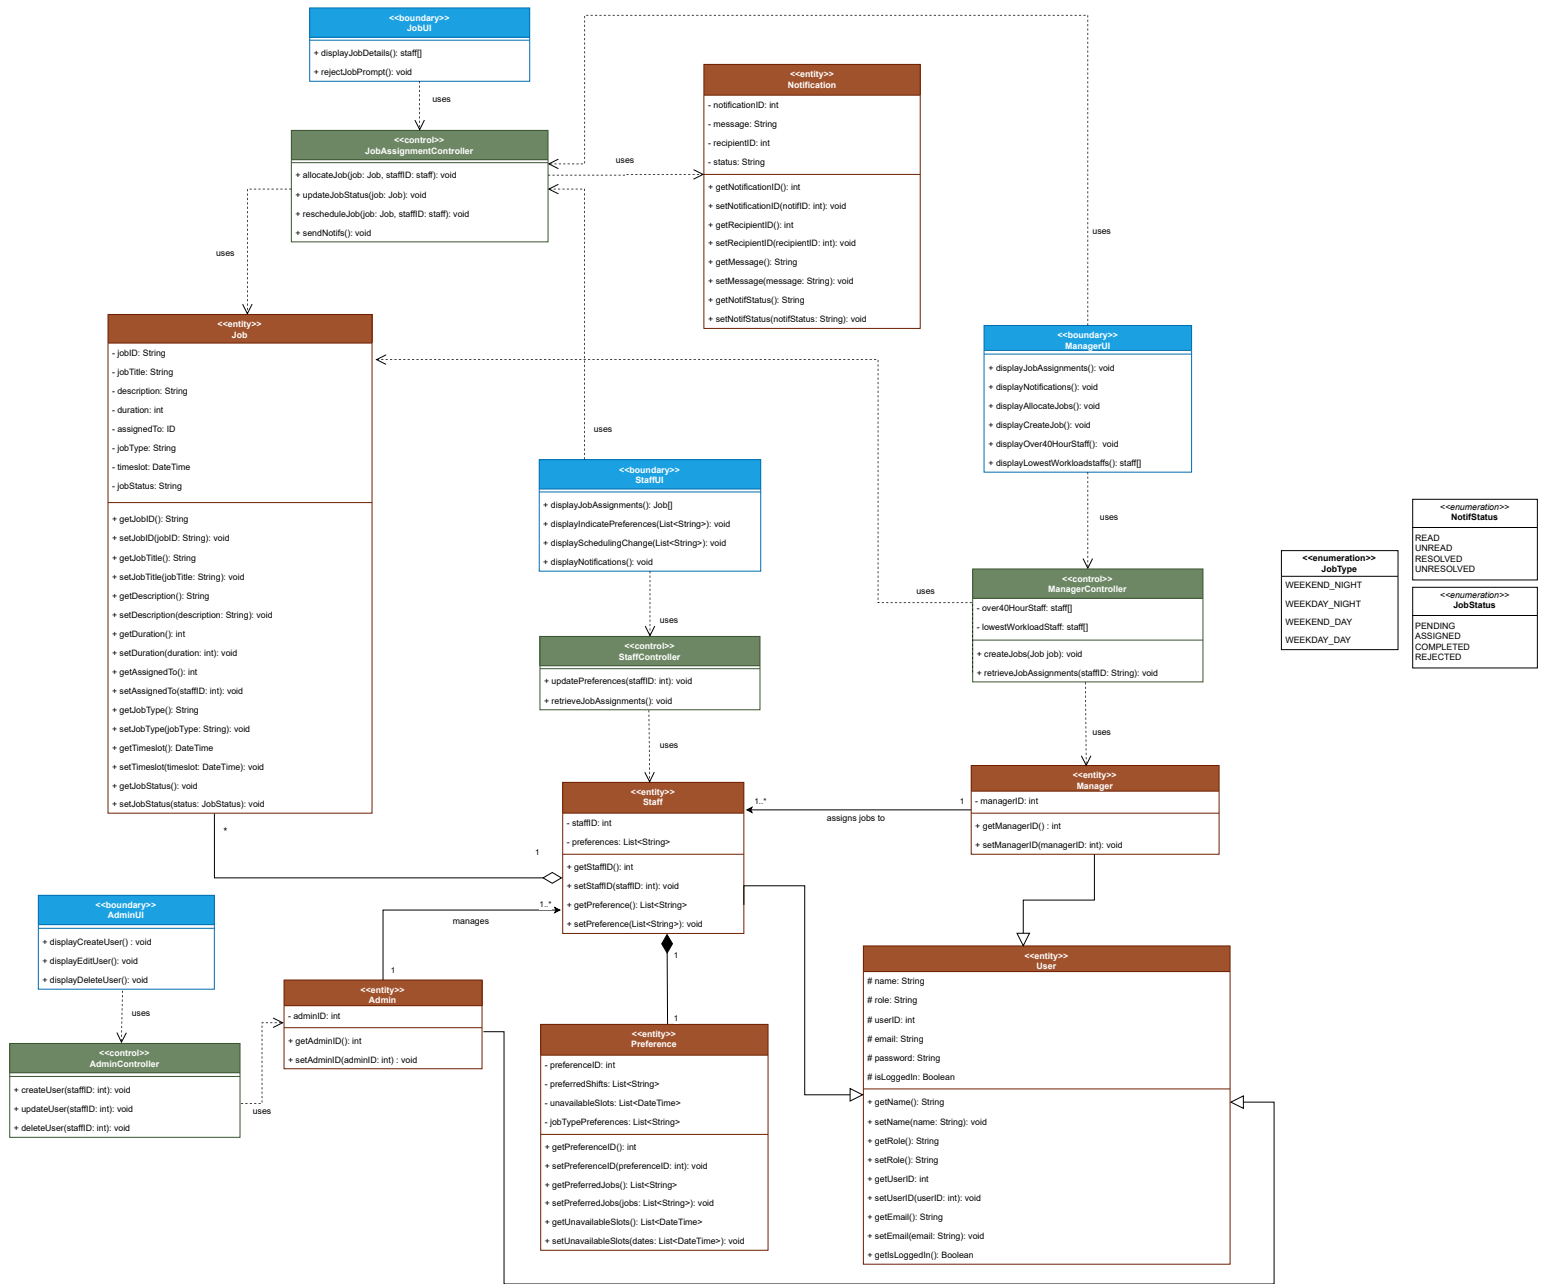 <<boundary>>
JobUI
+ displayJobDetails(): staff[]
+ rejectJobPrompt(): void
uses
<<control>>
JobAssignmentController
+ allocateJob(job: Job, staffID: staff): void
+ updateJobStatus(job: Job): void
+ rescheduleJob(job: Job, staffID: staff): void
+ sendNotifs(): void
uses
<<entity>>
Notification
- notificationID: int
- message: String
- recipientID: int
- status: String
+ getNotificationID(): int
+ setNotificationID(notifID: int): void
+ getRecipientID(): int
+ setRecipientID(recipientID: int): void
+ getMessage(): String
+ setMessage(message: String): void
+ getNotifStatus(): String
+ setNotifStatus(notifStatus: String): void
uses
uses
<<entity>>
Job
- jobID: String
- jobTitle: String
- description: String
- duration: int
- assignedTo: ID
- jobType: String
- timeslot: DateTime
- jobStatus: String
+ getJobID(): String
+ setJobID(jobID: String): void
+ getJobTitle(): String
+ setJobTitle(jobTitle: String): void
+ getDescription(): String
+ setDescription(description: String): void
+ getDuration(): int
+ setDuration(duration: int): void
+ getAssignedTo(): int
+ setAssignedTo(staffID: int): void
+ getJobType(): String
+ setJobType(jobType: String): void
+ getTimeslot(): DateTime
+ setTimeslot(timeslot: DateTime): void
+ getJobStatus(): void
+ setJobStatus(status: JobStatus): void
<<boundary>>
ManagerUI
+ displayJobAssignments(): void
+ displayNotifications(): void
+ displayAllocateJobs(): void
+ displayCreateJob(): void
+ displayOver40HourStaff():  void
+ displayLowestWorkloadstaffs(): staff[]
uses
uses
<<boundary>>
StaffUI
+ displayJobAssignments(): Job[]
+ displayIndicatePreferences(List<String>): void
+ displaySchedulingChange(List<String>): void
+ displayNotifications(): void
uses
<<enumeration>>
NotifStatus
READ
UNREAD
RESOLVED
UNRESOLVED
<<enumeration>>
JobType
WEEKEND_NIGHT
WEEKDAY_NIGHT
WEEKEND_DAY
WEEKDAY_DAY
<<enumeration>>
JobStatus
PENDING
ASSIGNED
COMPLETED
REJECTED
uses
<<control>>
ManagerController
- over40HourStaff: staff[]
- lowestWorkloadStaff: staff[]
+ createJobs(Job job): void
+ retrieveJobAssignments(staffID: String): void
uses
<<control>>
StaffController
+ updatePreferences(staffID: int): void
+ retrieveJobAssignments(): void
uses
<<entity>>
Staff
- staffID: int
- preferences: List<String>
+ getStaffID(): int
+ setStaffID(staffID: int): void
+ getPreference(): List<String>
+ setPreference(List<String>): void
1..*
1
assigns jobs to
<<entity>>
Manager
- managerID: int
+ getManagerID() : int
+ setManagerID(managerID: int): void
*
1
<<boundary>>
AdminUI
+ displayCreateUser() : void
+ displayEditUser(): void
+ displayDeleteUser(): void
uses
1..*
manages
1
<<entity>>
Admin
- adminID: int
+ getAdminID(): int
+ setAdminID(adminID: int) : void
<<control>>
AdminController
+ createUser(staffID: int): void
+ updateUser(staffID: int): void
+ deleteUser(staffID: int): void
uses
1
1
<<entity>>
Preference
- preferenceID: int
- preferredShifts: List<String>
- unavailableSlots: List<DateTime>
- jobTypePreferences: List<String>
+ getPreferenceID(): int
+ setPreferenceID(preferenceID: int): void
+ getPreferredJobs(): List<String>
+ setPreferredJobs(jobs: List<String>): void
+ getUnavailableSlots(): List<DateTime>
+ setUnavailableSlots(dates: List<DateTime>): void
<<entity>>
User
# name: String
# role: String
# userID: int
# email: String
# password: String
# isLoggedIn: Boolean
+ getName(): String
+ setName(name: String): void
+ getRole(): String
+ setRole(): String
+ getUserID: int
+ setUserID(userID: int): void
+ getEmail(): String
+ setEmail(email: String): void
+ getIsLoggedIn(): Boolean